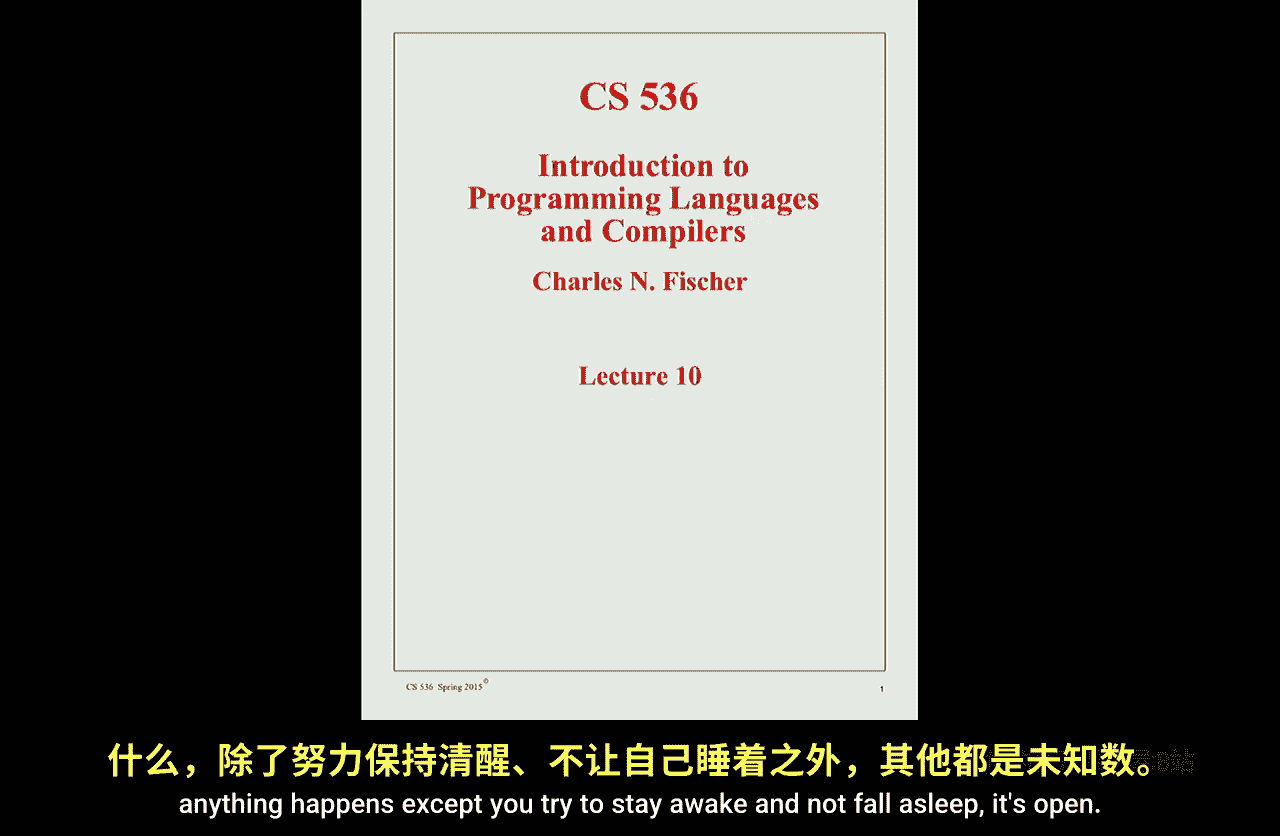 CS 536
Introduction to
Programming Languages
and Compilers
Charles N. Fischer
Lecture 10
CS 536 Spring 2015©
1
什么，除了努力保持清醒、不让自己睡着之外，其他都是未知数。
anything happens except you try to stay awake and not fall asleep, it's open.